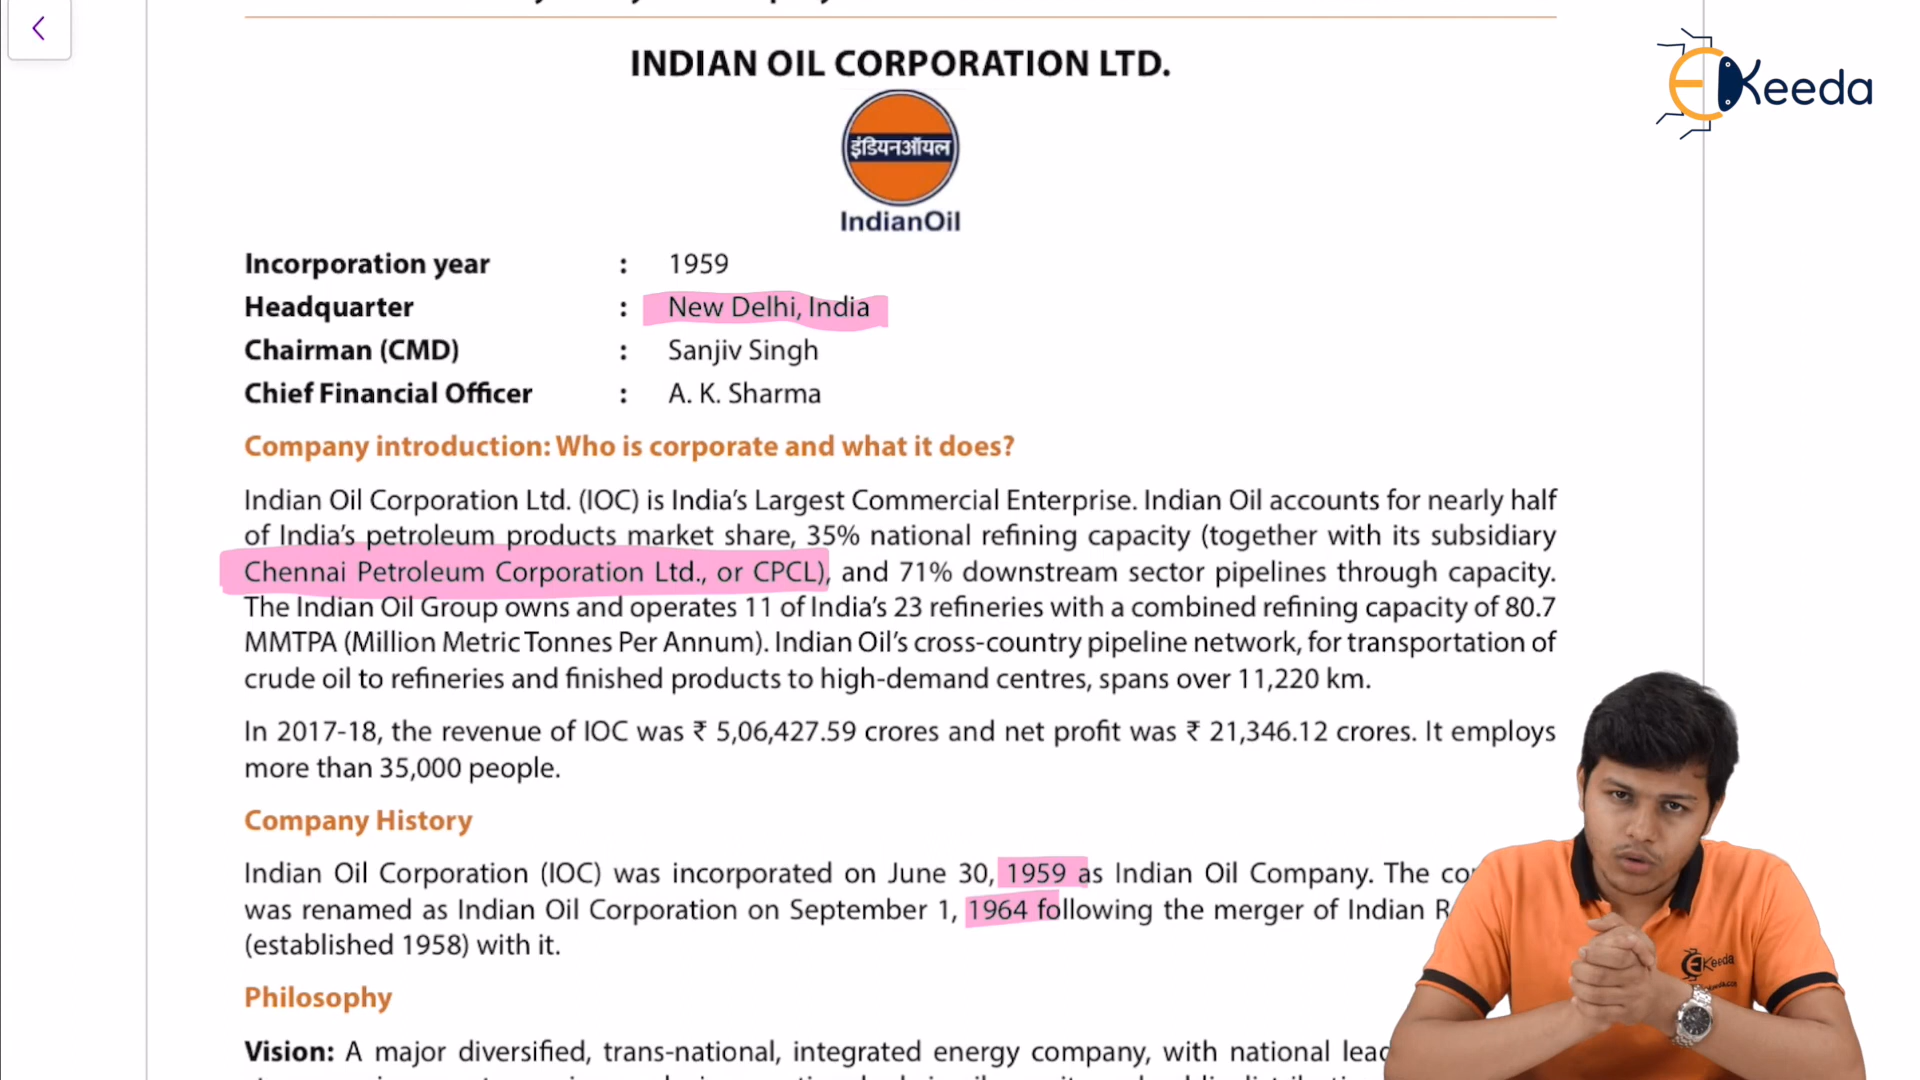 INDIAN OIL CORPORATION LTD.
EKeeda
इंडियनऑयल
IndianOil
Incorporation year : 1959
Headquarter : New Delhi, India
Chairman (CMD) : Sanjiv Singh
Chief Financial Officer : A. K. Sharma
Company introduction: Who is corporate and what it does?
Indian Oil Corporation Ltd. (IOC) is India’s Largest Commercial Enterprise. Indian Oil accounts for nearly half
of India’s petroleum products market share, 35% national refining capacity (together with its subsidiary
Chennai Petroleum Corporation Ltd., or CPCL), and 71% downstream sector pipelines through capacity.
The Indian Oil Group owns and operates 11 of India’s 23 refineries with a combined refining capacity of 80.7
MMTPA (Million Metric Tonnes Per Annum). Indian Oil’s cross-country pipeline network, for transportation of
crude oil to refineries and finished products to high-demand centres, spans over 11,220 km.
In 2017-18, the revenue of IOC was ₹ 5,06,427.59 crores and net profit was ₹ 21,346.12 crores. It employs
more than 35,000 people.
Company History
Indian Oil Corporation (IOC) was incorporated on June 30, 1959 as Indian Oil Company. The
was renamed as Indian Oil Corporation on September 1, 1964 following the merger of Indian
(established 1958) with it.
EKeeda
Philosophy
Vision: A major diversified, trans-national, integrated energy company, with national